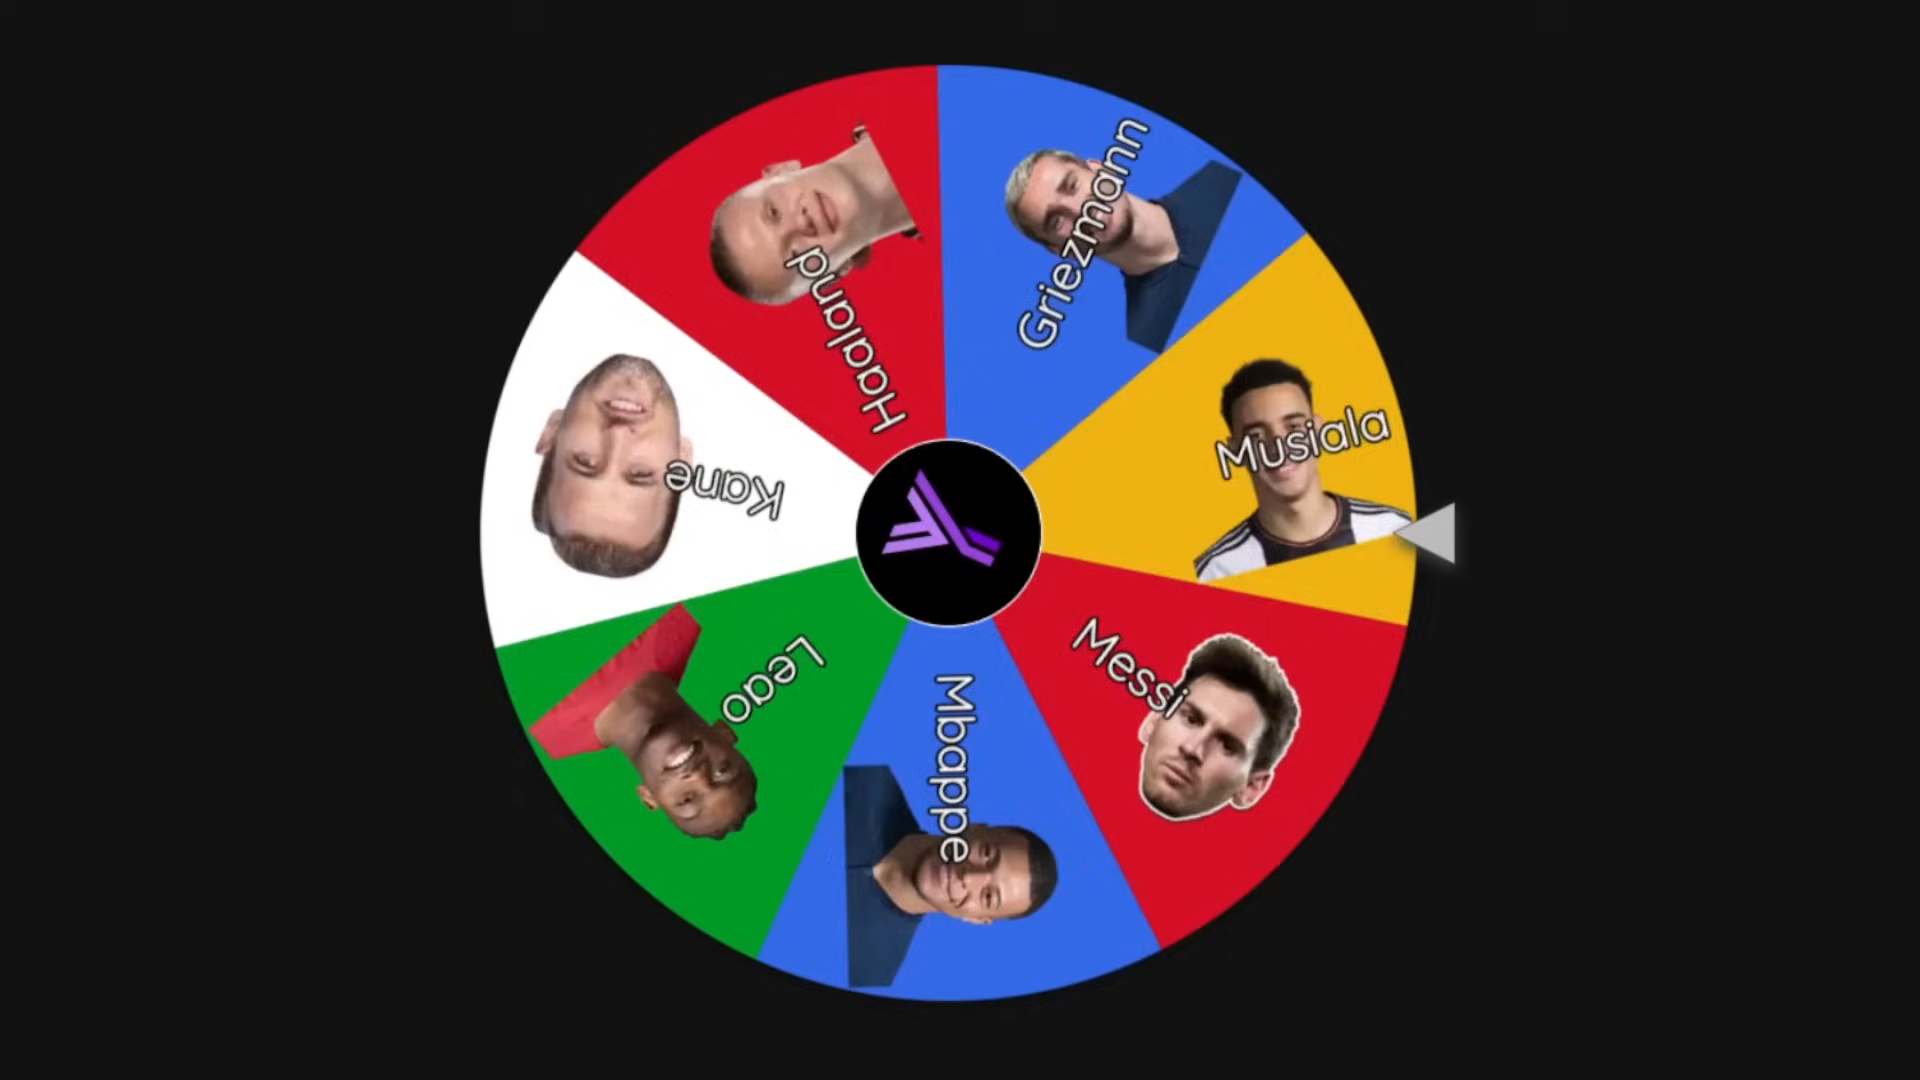 Griezmann
Musiala
Messi
Mbappe
Leao
Kane
Haaland